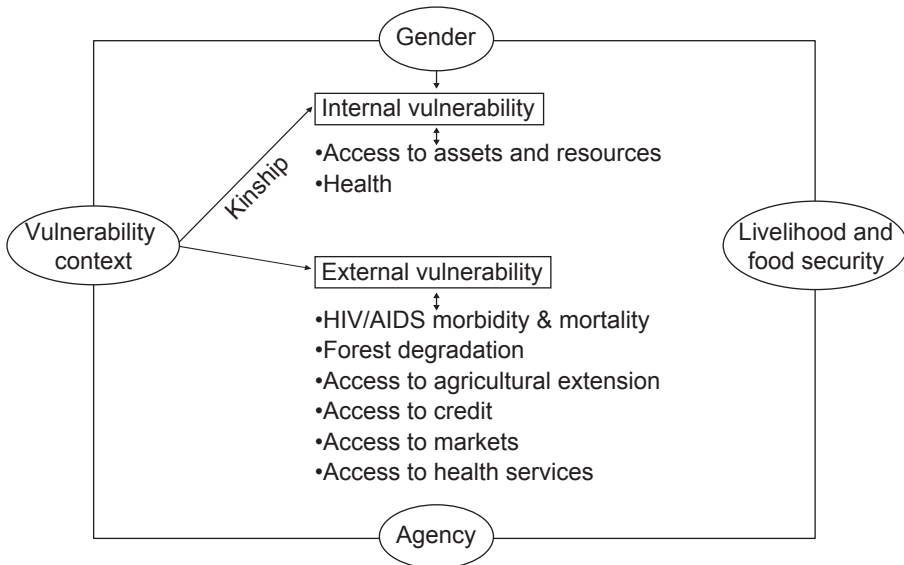 Gender
Internal vulnerability
•Access to assets and resources
•Health
Kinship
Vulnerability
context
Livelihood and
food security
External vulnerability
•HIV/AIDS morbidity & mortality
•Forest degradation
•Access to agricultural extension
•Access to credit
•Access to markets
•Access to health services
Agency